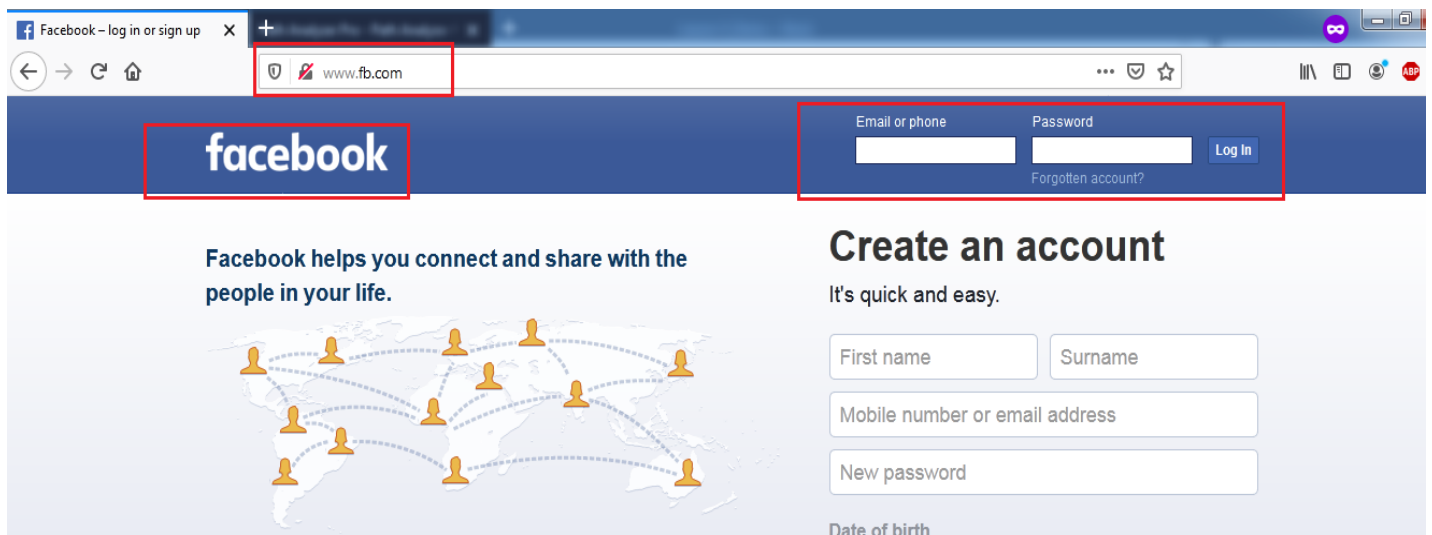 Facebook – log in or sign up
www.fb.com
ABP
facebook
Email or phone
Password
Log In
Forgotten account?
Facebook helps you connect and share with the
people in your life.
Create an account
It's quick and easy.
First name
Surname
Mobile number or email address
New password
Date of birth